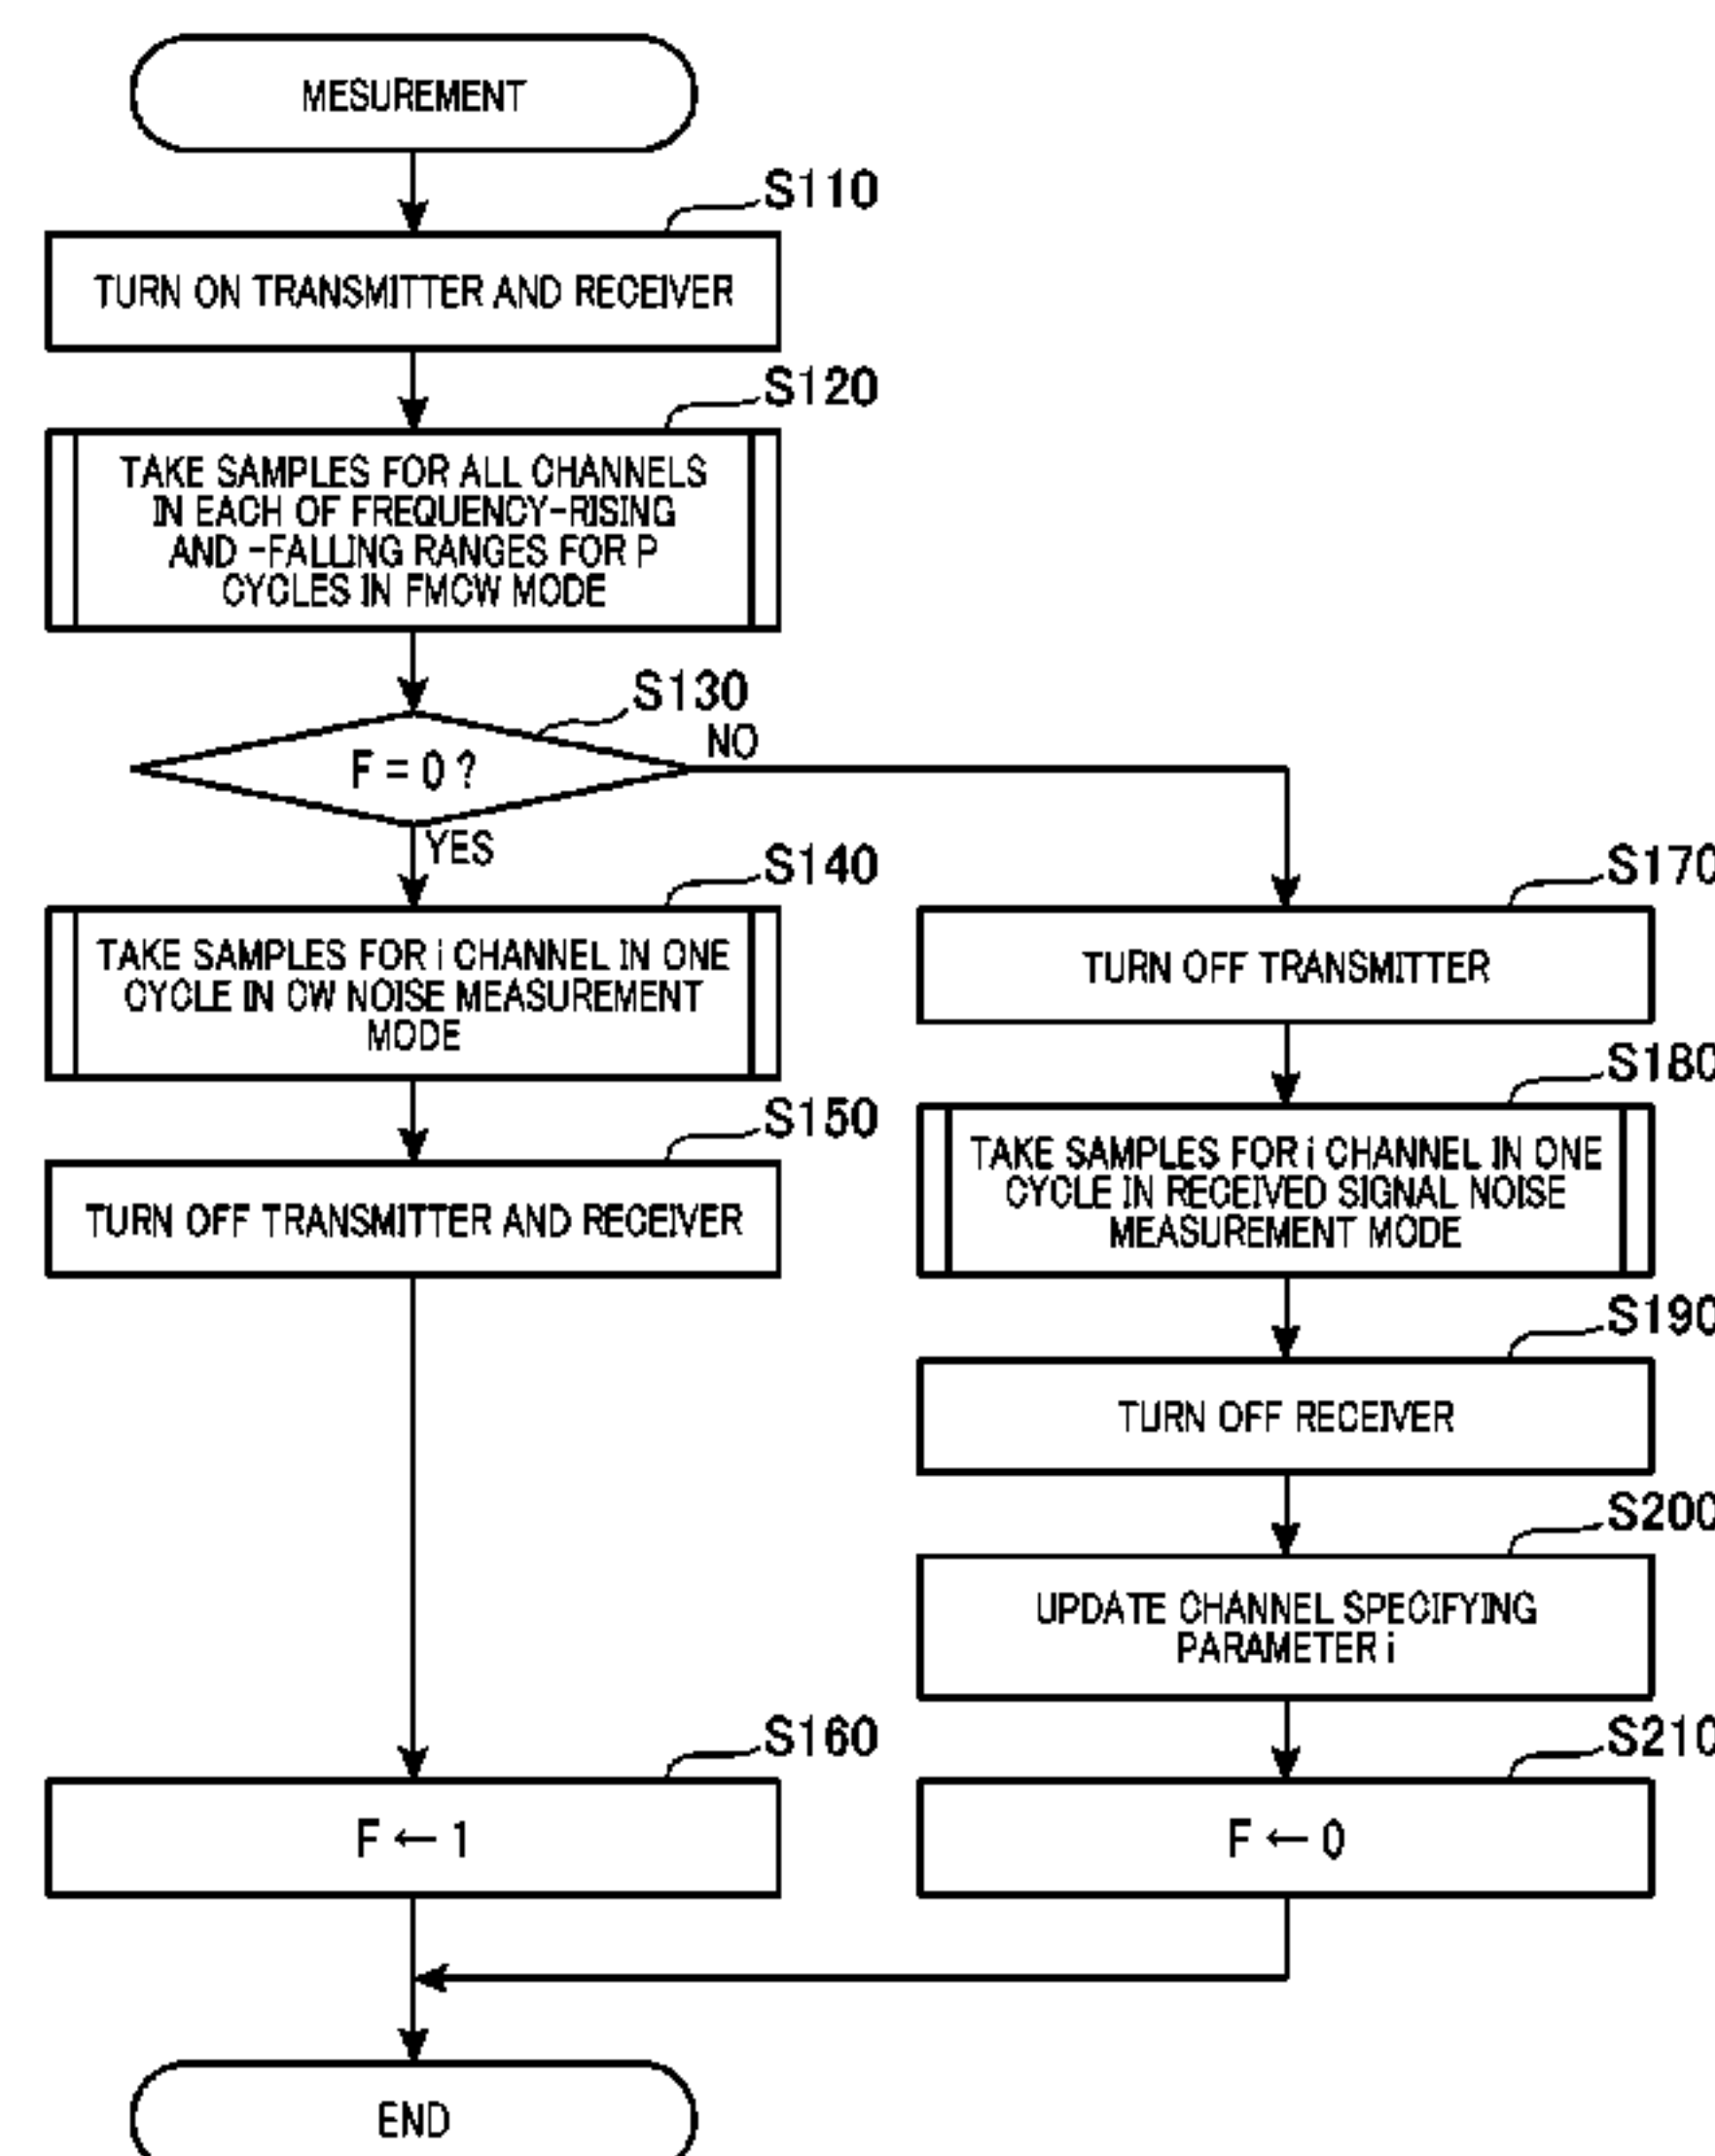 MESUREMENT
S110
TURN ON TRANSMITTER AND RECEIVER
S120
TAKE SAMPLES FOR ALL CHANNELS
IN EACH OF FREQUENCY-RISING
AND -FALLING RANGES FOR P
CYCLES IN FMCW MODE
S130
F = 0 ?
NO
YES
S140
TAKE SAMPLES FOR i CHANNEL IN ONE
CYCLE IN CW NOISE MEASUREMENT
MODE
S150
TURN OFF TRANSMITTER AND RECEIVER
S160
F ← 1
S170
TURN OFF TRANSMITTER
S180
TAKE SAMPLES FOR i CHANNEL IN ONE
CYCLE IN RECEIVED SIGNAL NOISE
MEASUREMENT MODE
S190
TURN OFF RECEIVER
S200
UPDATE CHANNEL SPECIFYING
PARAMETER i
S210
F ← 0
END